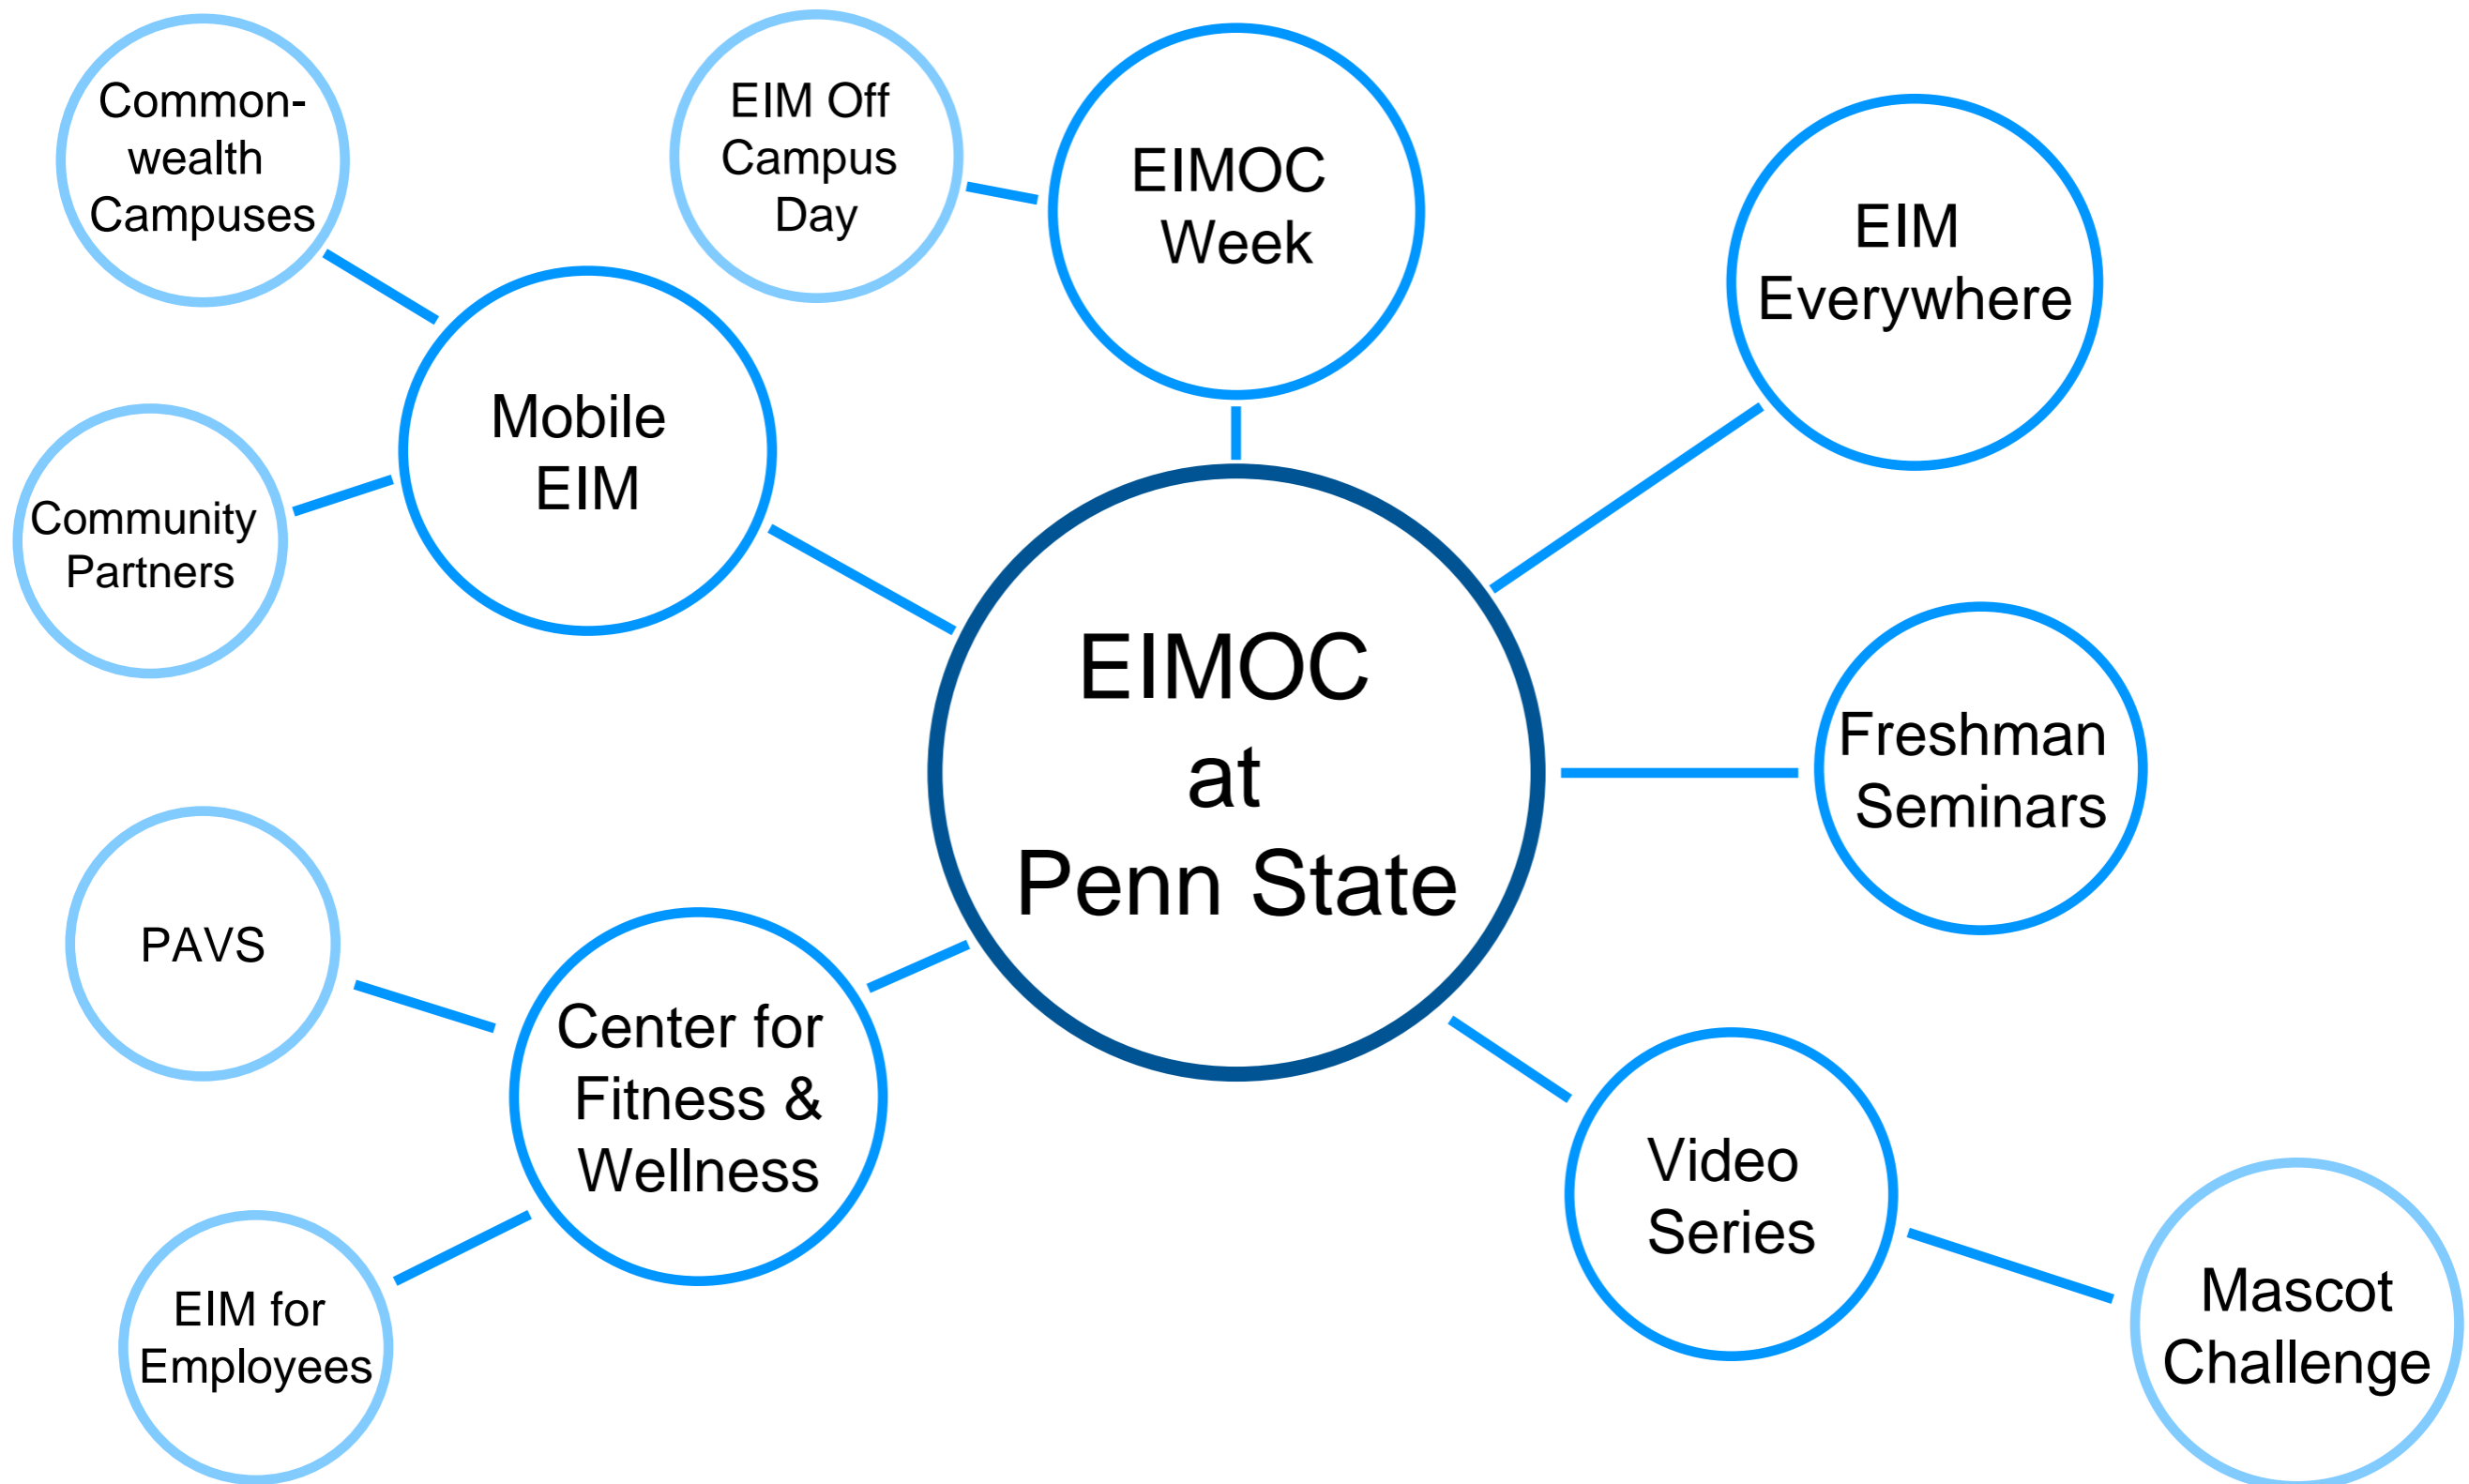 Common-
wealth
Campuses
EIM Off
Campus
Day
EIMOC
Week
EIM
Everywhere
Mobile
EIM
Community
Partners
EIMOC
at
Penn State
Freshman
Seminars
PAVS
Center for
Fitness &
Wellness
EIM for
Employees
Video
Series
Mascot
Challenge